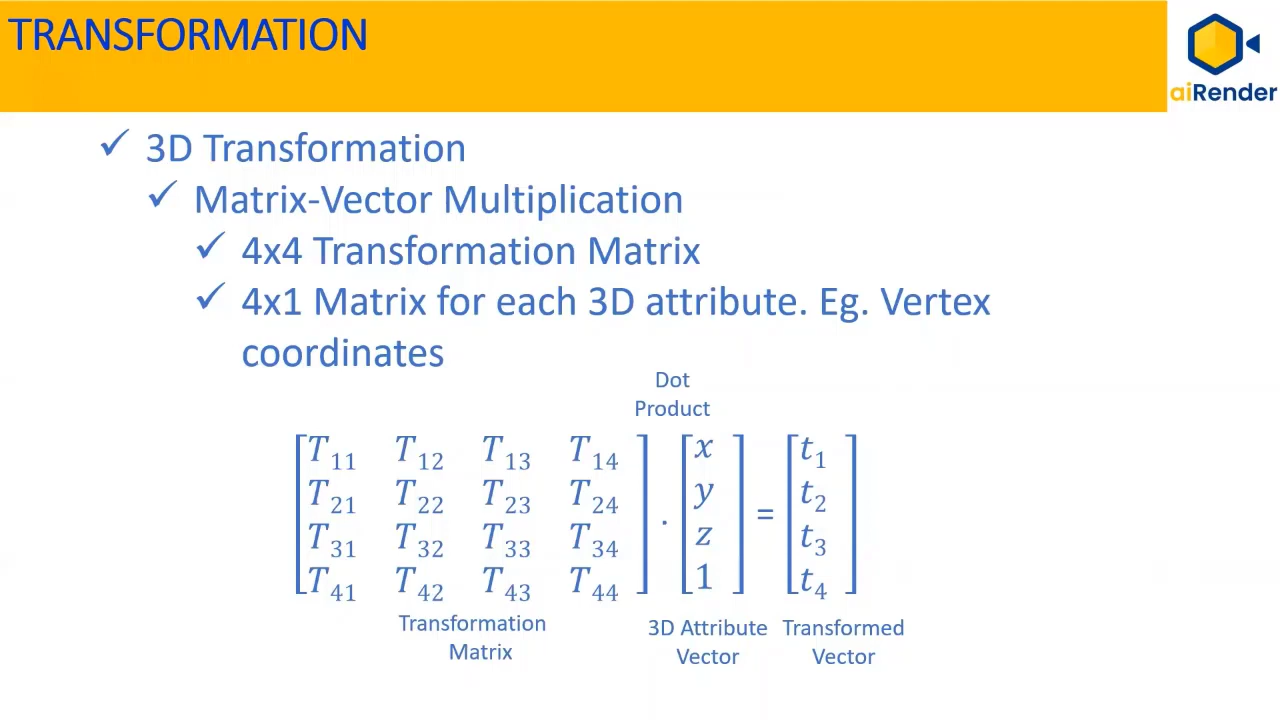 TRANSFORMATION
aiRender
✓ 3D Transformation
✓ Matrix-Vector Multiplication
✓ 4x4 Transformation Matrix
✓ 4x1 Matrix for each 3D attribute. Eg. Vertex
coordinates
Dot
Product
T₁₁ T₁₂ T₁₃ T₁₄ x t₁
T₂₁ T₂₂ T₂₃ T₂₄ y t₂
. =
T₃₁ T₃₂ T₃₃ T₃₄ z t₃
T₄₁ T₄₂ T₄₃ T₄₄ 1 t₄
Transformation
Matrix
3D Attribute
Vector
Transformed
Vector